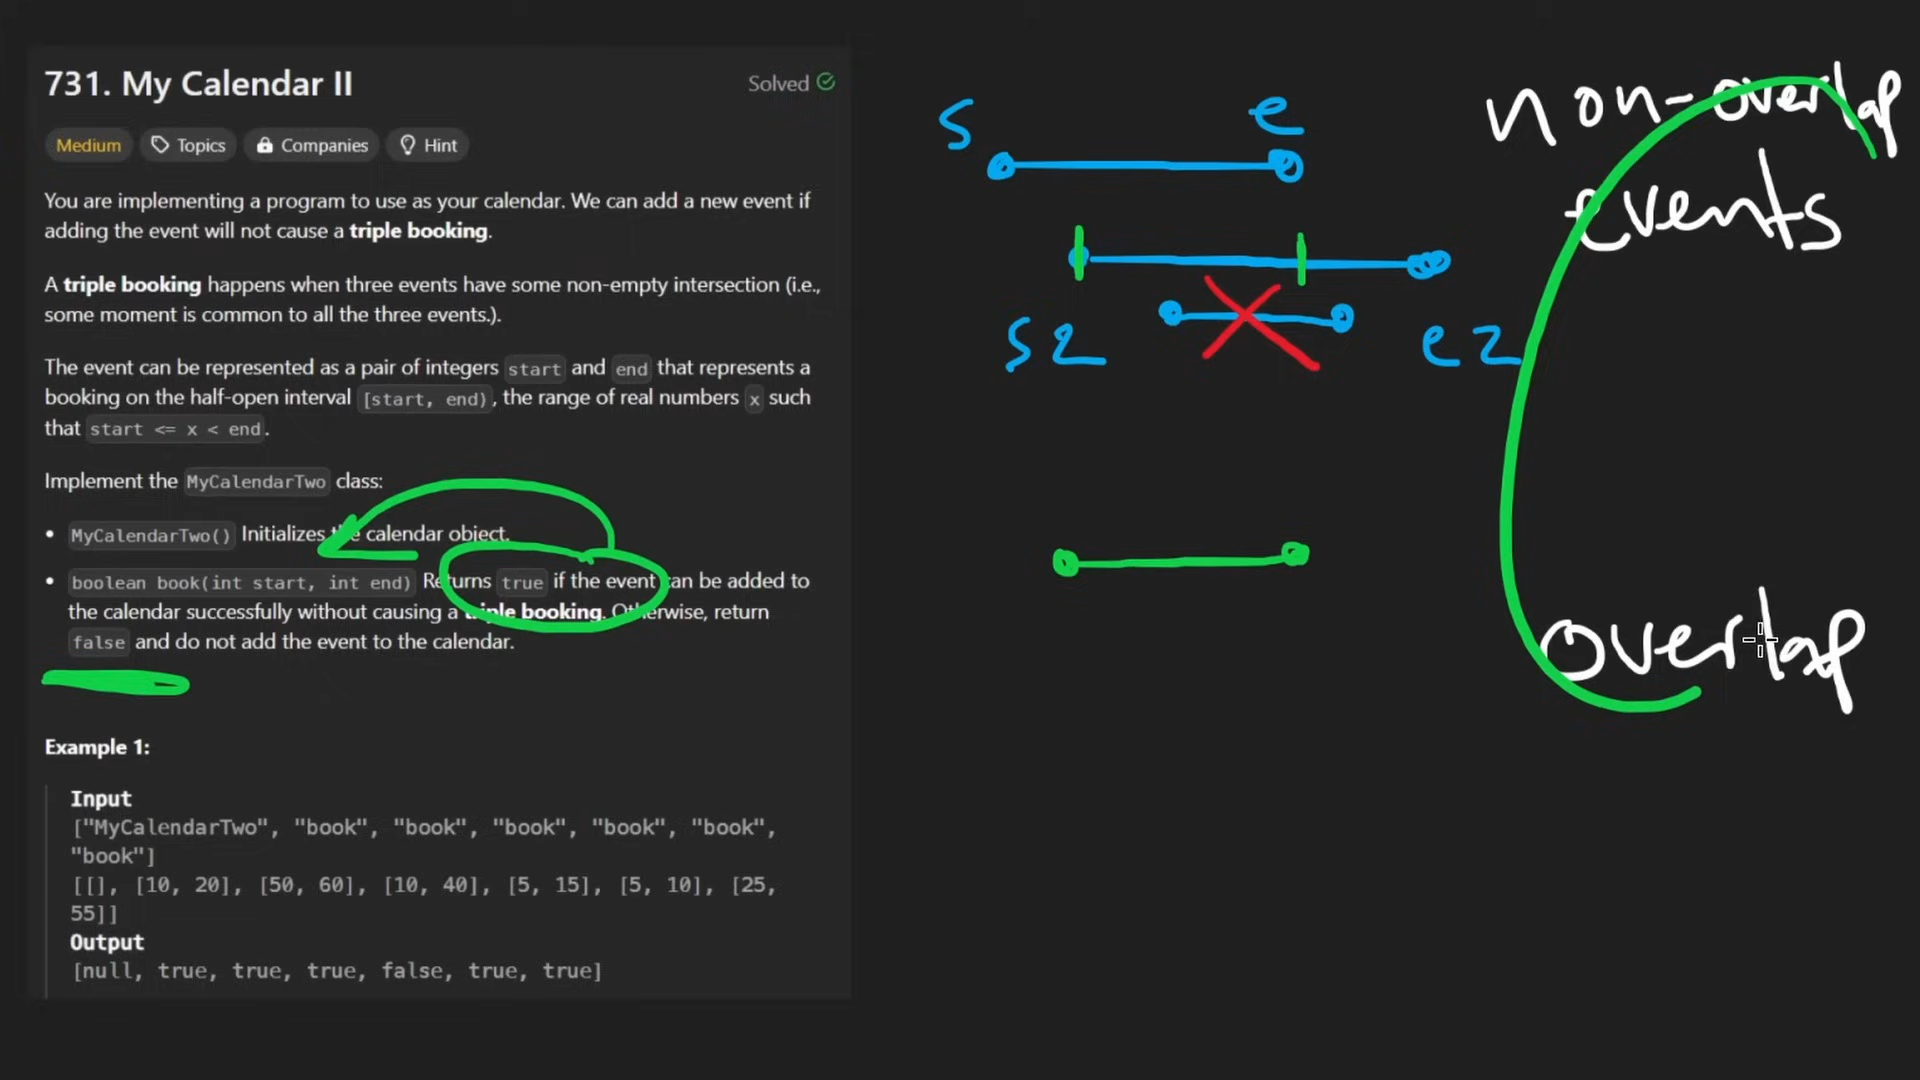 731. My Calendar II
Solved
Medium Topics Companies Hint
You are implementing a program to use as your calendar. We can add a new event if
adding the event will not cause a triple booking.
A triple booking happens when three events have some non-empty intersection (i.e.,
some moment is common to all the three events.).
The event can be represented as a pair of integers start and end that represents a
booking on the half-open interval [start, end), the range of real numbers x such
that start <= x < end.
Implement the MyCalendarTwo class:
• MyCalendarTwo() Initializes the calendar object.
• boolean book(int start, int end) Returns true if the event can be added to
the calendar successfully without causing a triple booking. Otherwise, return
false and do not add the event to the calendar.
Example 1:
Input
["MyCalendarTwo", "book", "book", "book", "book", "book",
"book"]
[[], [10, 20], [50, 60], [10, 40], [5, 15], [5, 10], [25,
55]]
Output
[null, true, true, true, false, true, true]
s e
s2 e2
non-overlap
events
overlap